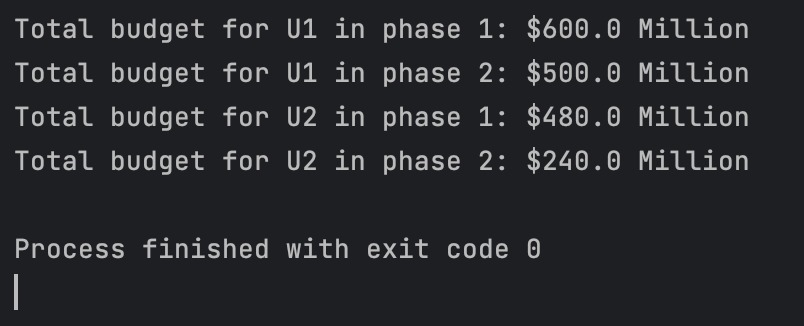 Total budget for U1 in phase 1: $600.0 Million
Total budget for U1 in phase 2: $500.0 Million
Total budget for U2 in phase 1: $480.0 Million
Total budget for U2 in phase 2: $240.0 Million
Process finished with exit code 0